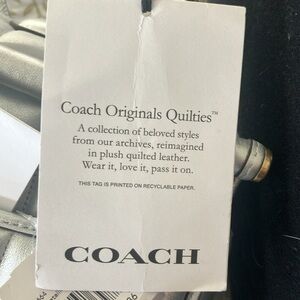 Coach Originals Quilties™
A collection of beloved styles
from our archives, reimagined
in plush quilted leather.
Wear it, love it, pass it on.
THIS TAG IS PRINTED ON RECYCLABLE PAPER.
COACH